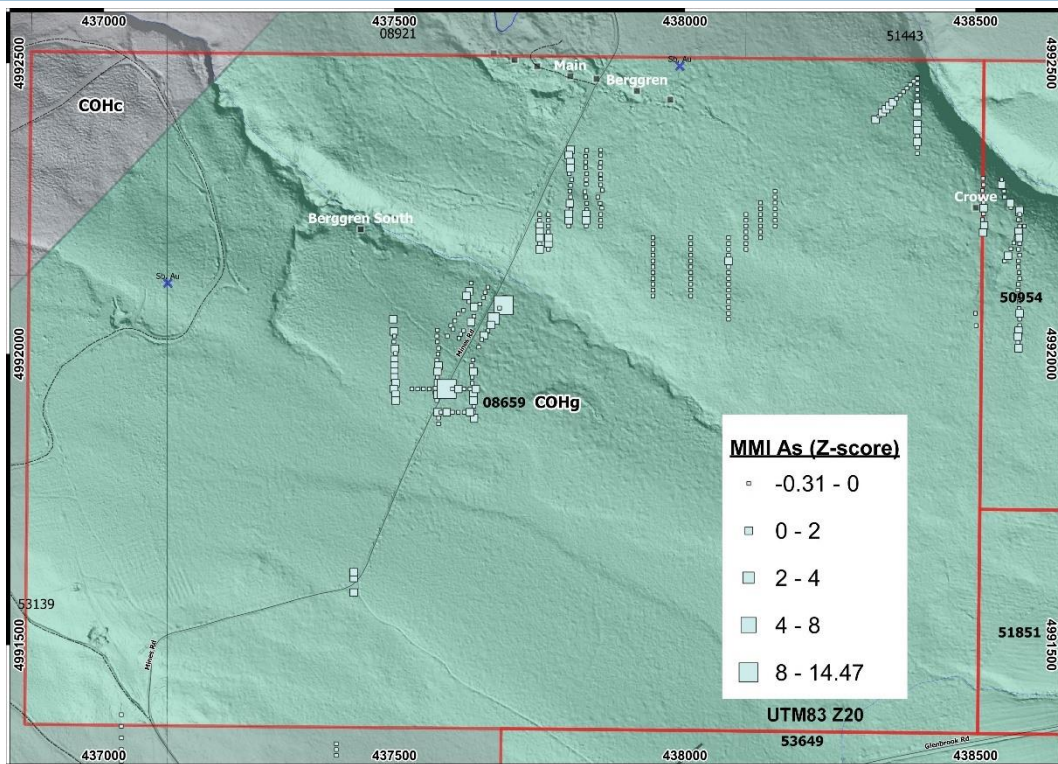 437000
437500
438000
438500
08921
51443
4992500
4992500
Main
Sb, Au
Berggren
COHc
Crowe
Berggren South
Sb, Au
50954
4992000
4992000
Mines Rd
08659
COHg
MMI As (Z-score)
-0.31 - 0
0 - 2
2 - 4
4 - 8
8 - 14.47
53139
4991500
4991500
51851
Mines Rd
UTM83 Z20
53649
Glenbrook Rd
437000
437500
438000
438500